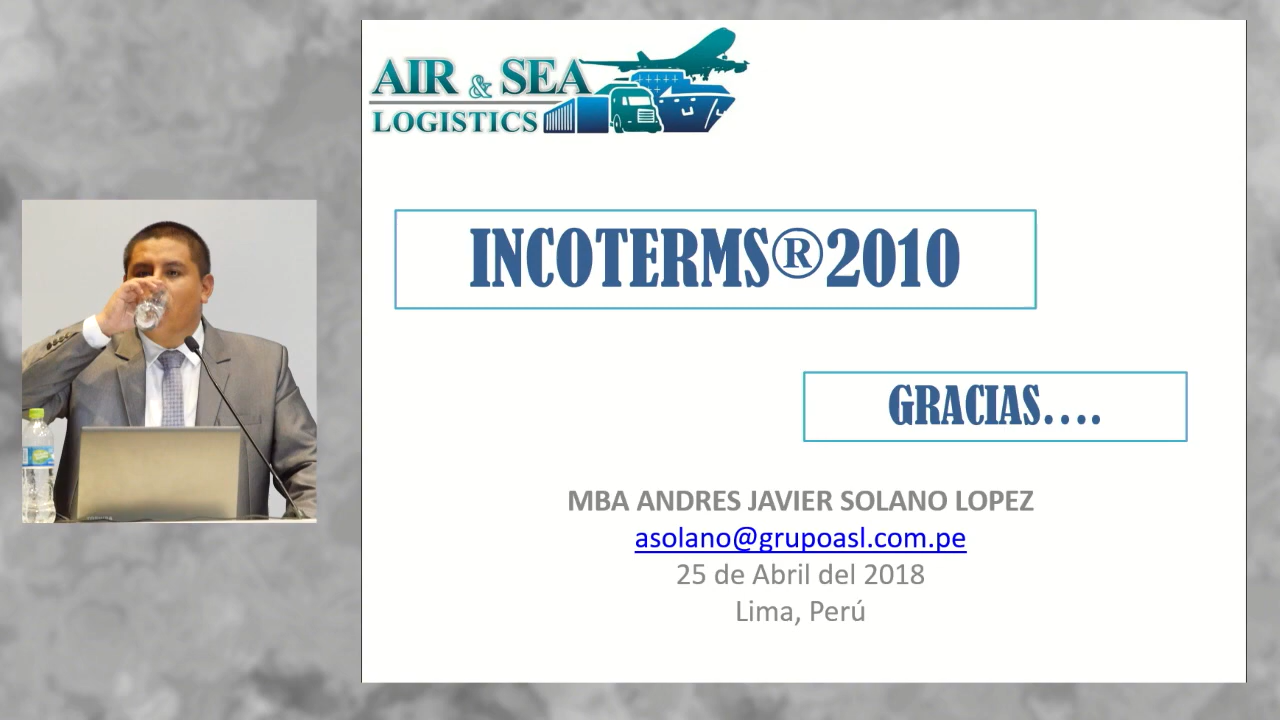 AIR & SEA
LOGISTICS
INCOTERMS®2010
GRACIAS....
MBA ANDRES JAVIER SOLANO LOPEZ
asolano@grupoasl.com.pe
25 de Abril del 2018
Lima, Perú